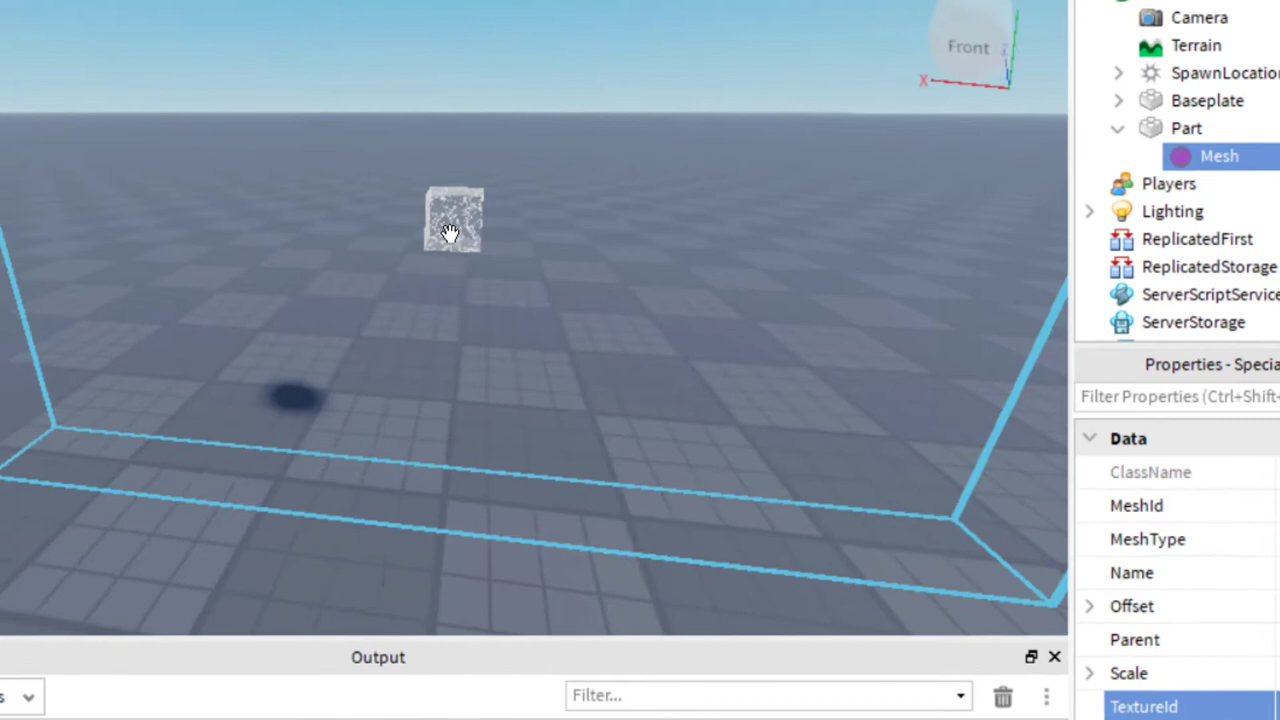 Front
X
Camera
Terrain
SpawnLocatio
Baseplate
Part
Mesh
Players
Lighting
ReplicatedFirst
ReplicatedStorage
ServerScriptService
ServerStorage
Properties - Specia
Filter Properties (Ctrl+Shift+
Data
ClassName
MeshId
MeshType
Name
Offset
Parent
Scale
TextureId
Output
s
Filter...